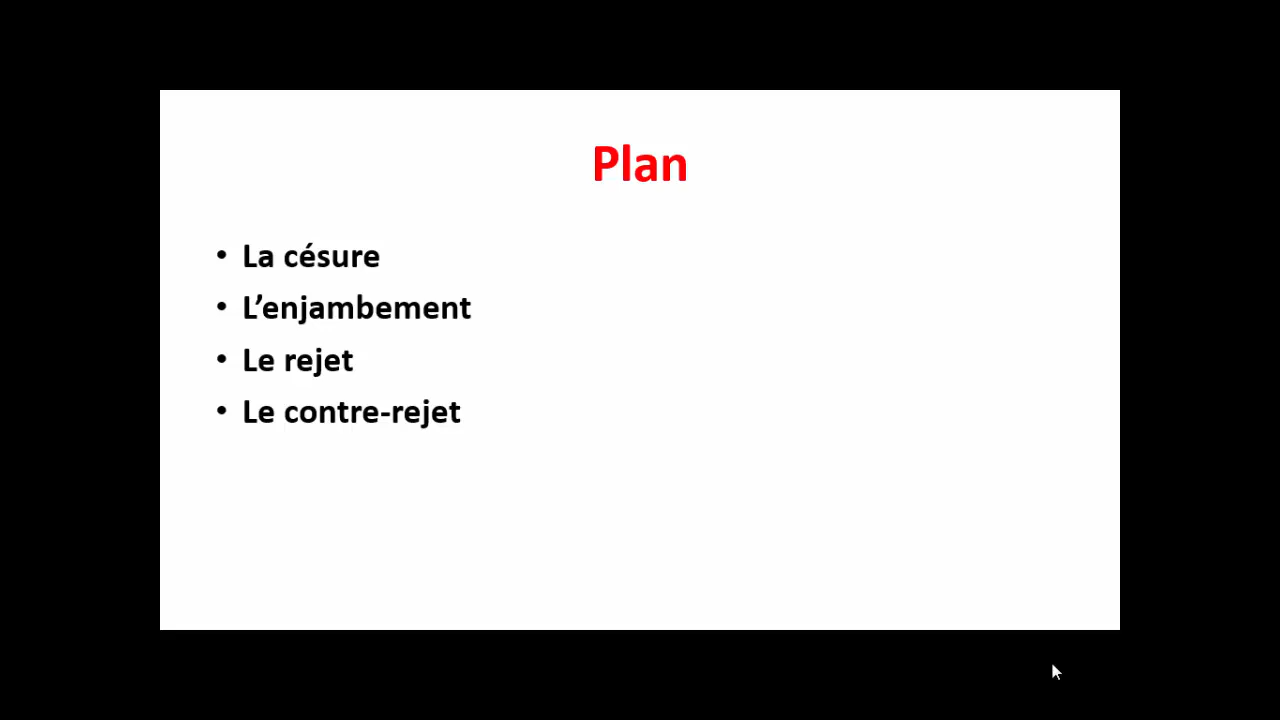 Plan
• La césure
• L’enjambement
• Le rejet
• Le contre-rejet